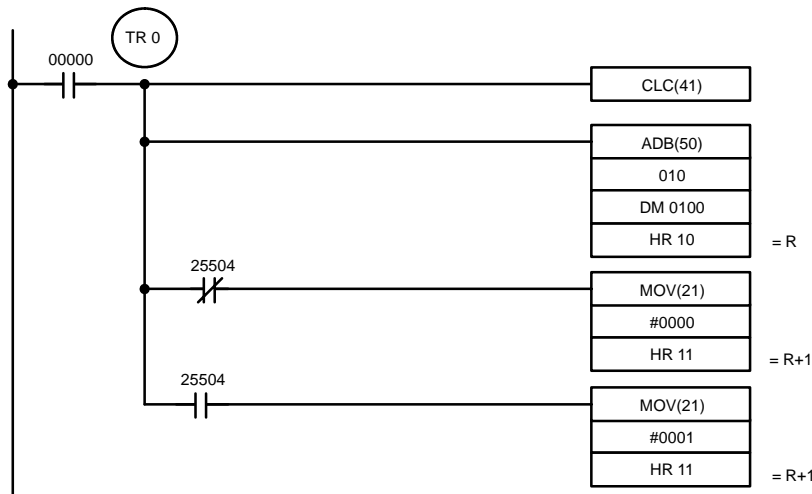 TR 0
00000
CLC(41)
ADB(50)
010
DM 0100
HR 10 = R
25504
MOV(21)
#0000
HR 11 = R+1
25504
MOV(21)
#0001
HR 11 = R+1